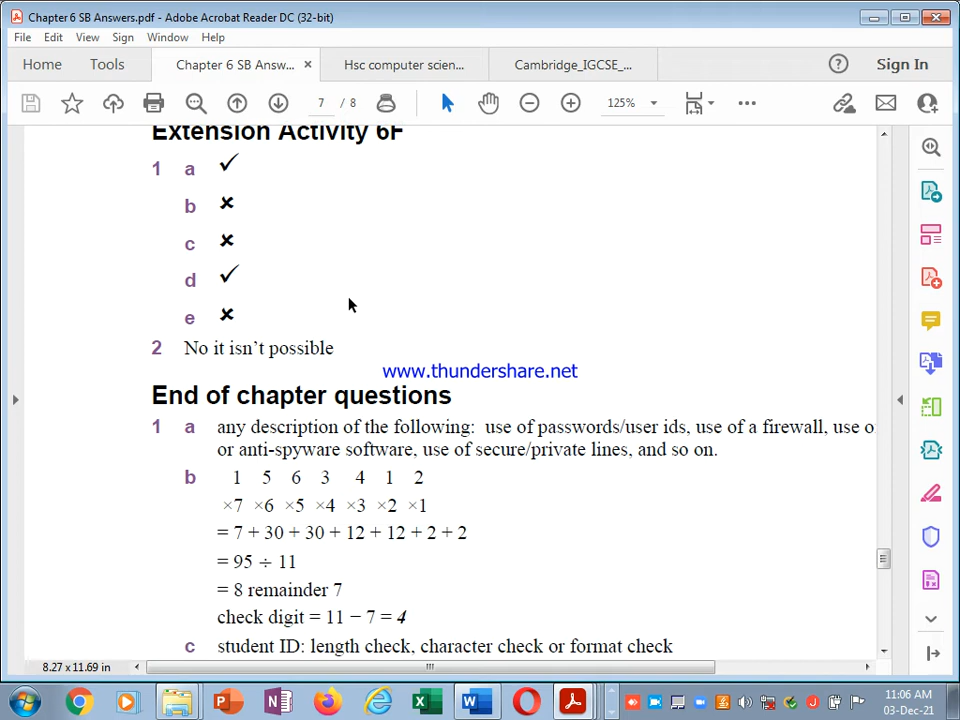 Chapter 6 SB Answers.pdf - Adobe Acrobat Reader DC (32-bit)
File Edit View Sign Window Help
Home Tools Chapter 6 SB Answ... × Hsc computer scien... Cambridge_IGCSE_... ? Sign In
7 / 8 125%
Extension Activity 6F
1 a ✓
b ×
c ×
d ✓
e ×
2 No it isn't possible
www.thundershare.net
End of chapter questions
1 a any description of the following: use of passwords/user ids, use of a firewall, use o
or anti-spyware software, use of secure/private lines, and so on.
b 1 5 6 3 4 1 2
×7 ×6 ×5 ×4 ×3 ×2 ×1
= 7 + 30 + 30 + 12 + 12 + 2 + 2
= 95 ÷ 11
= 8 remainder 7
check digit = 11 − 7 = 4
c student ID: length check, character check or format check
8.27 x 11.69 in
11:06 AM
03-Dec-21